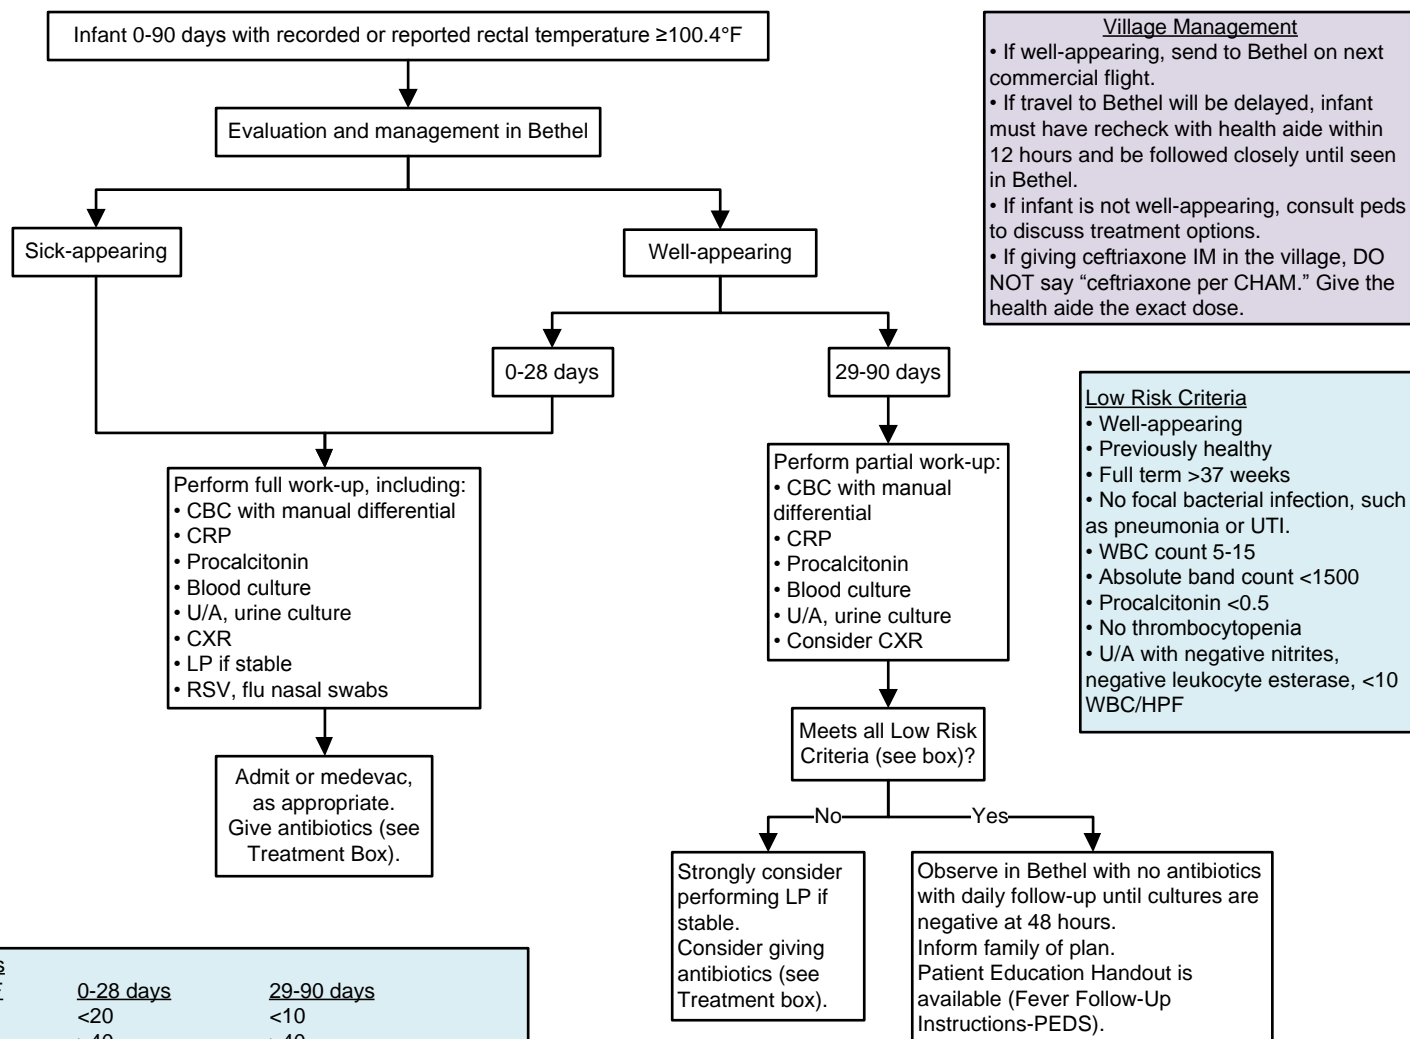 Infant 0-90 days with recorded or reported rectal temperature ≥100.4°F
Evaluation and management in Bethel
Sick-appearing
Well-appearing
0-28 days
29-90 days
Perform full work-up, including:
• CBC with manual differential
• CRP
• Procalcitonin
• Blood culture
• U/A, urine culture
• CXR
• LP if stable
• RSV, flu nasal swabs
Admit or medevac,
as appropriate.
Give antibiotics (see
Treatment Box).
Perform partial work-up:
• CBC with manual
differential
• CRP
• Procalcitonin
• Blood culture
• U/A, urine culture
• Consider CXR
Meets all Low Risk
Criteria (see box)?
No
Yes
Strongly consider
performing LP if
stable.
Consider giving
antibiotics (see
Treatment box).
Observe in Bethel with no antibiotics
with daily follow-up until cultures are
negative at 48 hours.
Inform family of plan.
Patient Education Handout is
available (Fever Follow-Up
Instructions-PEDS).
Village Management
• If well-appearing, send to Bethel on next
commercial flight.
• If travel to Bethel will be delayed, infant
must have recheck with health aide within
12 hours and be followed closely until seen
in Bethel.
• If infant is not well-appearing, consult peds
to discuss treatment options.
• If giving ceftriaxone IM in the village, DO
NOT say “ceftriaxone per CHAM.” Give the
health aide the exact dose.
Low Risk Criteria
• Well-appearing
• Previously healthy
• Full term >37 weeks
• No focal bacterial infection, such
as pneumonia or UTI.
• WBC count 5-15
• Absolute band count <1500
• Procalcitonin <0.5
• No thrombocytopenia
• U/A with negative nitrites,
negative leukocyte esterase, <10
WBC/HPF
0-28 days 29-90 days
<20 <10